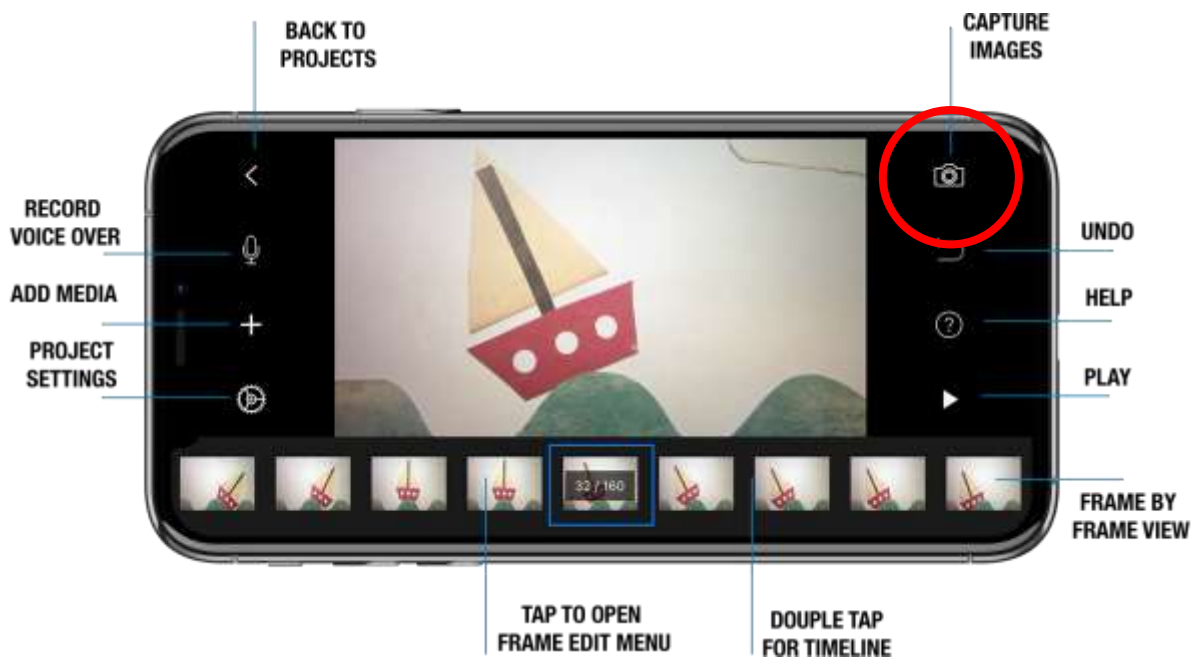 BACK TO
PROJECTS
CAPTURE
IMAGES
RECORD
VOICE OVER
UNDO
ADD MEDIA
HELP
?
PROJECT
SETTINGS
PLAY
32 / 160
FRAME BY
FRAME VIEW
TAP TO OPEN
FRAME EDIT MENU
DOUPLE TAP
FOR TIMELINE